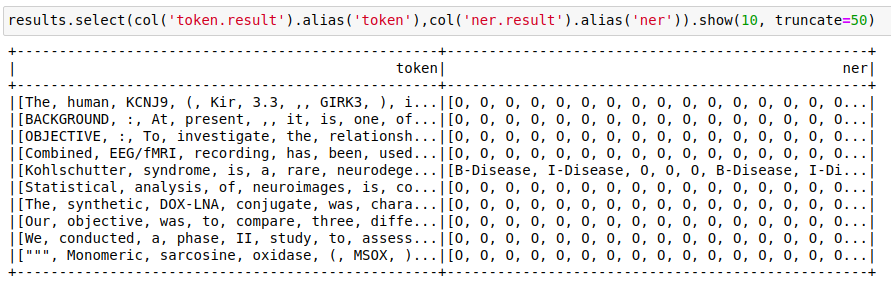 results.select(col('token.result').alias('token'),col('ner.result').alias('ner')).show(10, truncate=50)
+--------------------------------------------------+--------------------------------------------------+
|                                             token|                                               ner|
+--------------------------------------------------+--------------------------------------------------+
|[The, human, KCNJ9, (, Kir, 3.3, ,, GIRK3, ), i...|[O, O, O, O, O, O, O, O, O, O, O, O, O, O, O, O...|
|[BACKGROUND, :, At, present, ,, it, is, one, of...|[O, O, O, O, O, O, O, O, O, O, O, O, O, O, O, O...|
|[OBJECTIVE, :, To, investigate, the, relationsh...|[O, O, O, O, O, O, O, O, O, O, O, O, O, O, O, O...|
|[Combined, EEG/fMRI, recording, has, been, used...|[O, O, O, O, O, O, O, O, O, O, O, O, O, O, O, O...|
|[Kohlschutter, syndrome, is, a, rare, neurodege...|[B-Disease, I-Disease, O, O, O, B-Disease, I-Di...|
|[Statistical, analysis, of, neuroimages, is, co...|[O, O, O, O, O, O, O, O, O, O, O, O, O, O, O, O...|
|[The, synthetic, DOX-LNA, conjugate, was, chara...|[O, O, O, O, O, O, O, O, O, O, O, O, O, O, O, O...|
|[Our, objective, was, to, compare, three, diffe...|[O, O, O, O, O, O, O, O, O, O, O, O, O, O, O, O...|
|[We, conducted, a, phase, II, study, to, assess...|[O, O, O, O, O, O, O, O, O, O, O, O, O, O, O, O...|
|[""", Monomeric, sarcosine, oxidase, (, MSOX, )...|[O, O, O, O, O, O, O, O, O, O, O, O, O, O, O, O...|
+--------------------------------------------------+--------------------------------------------------+